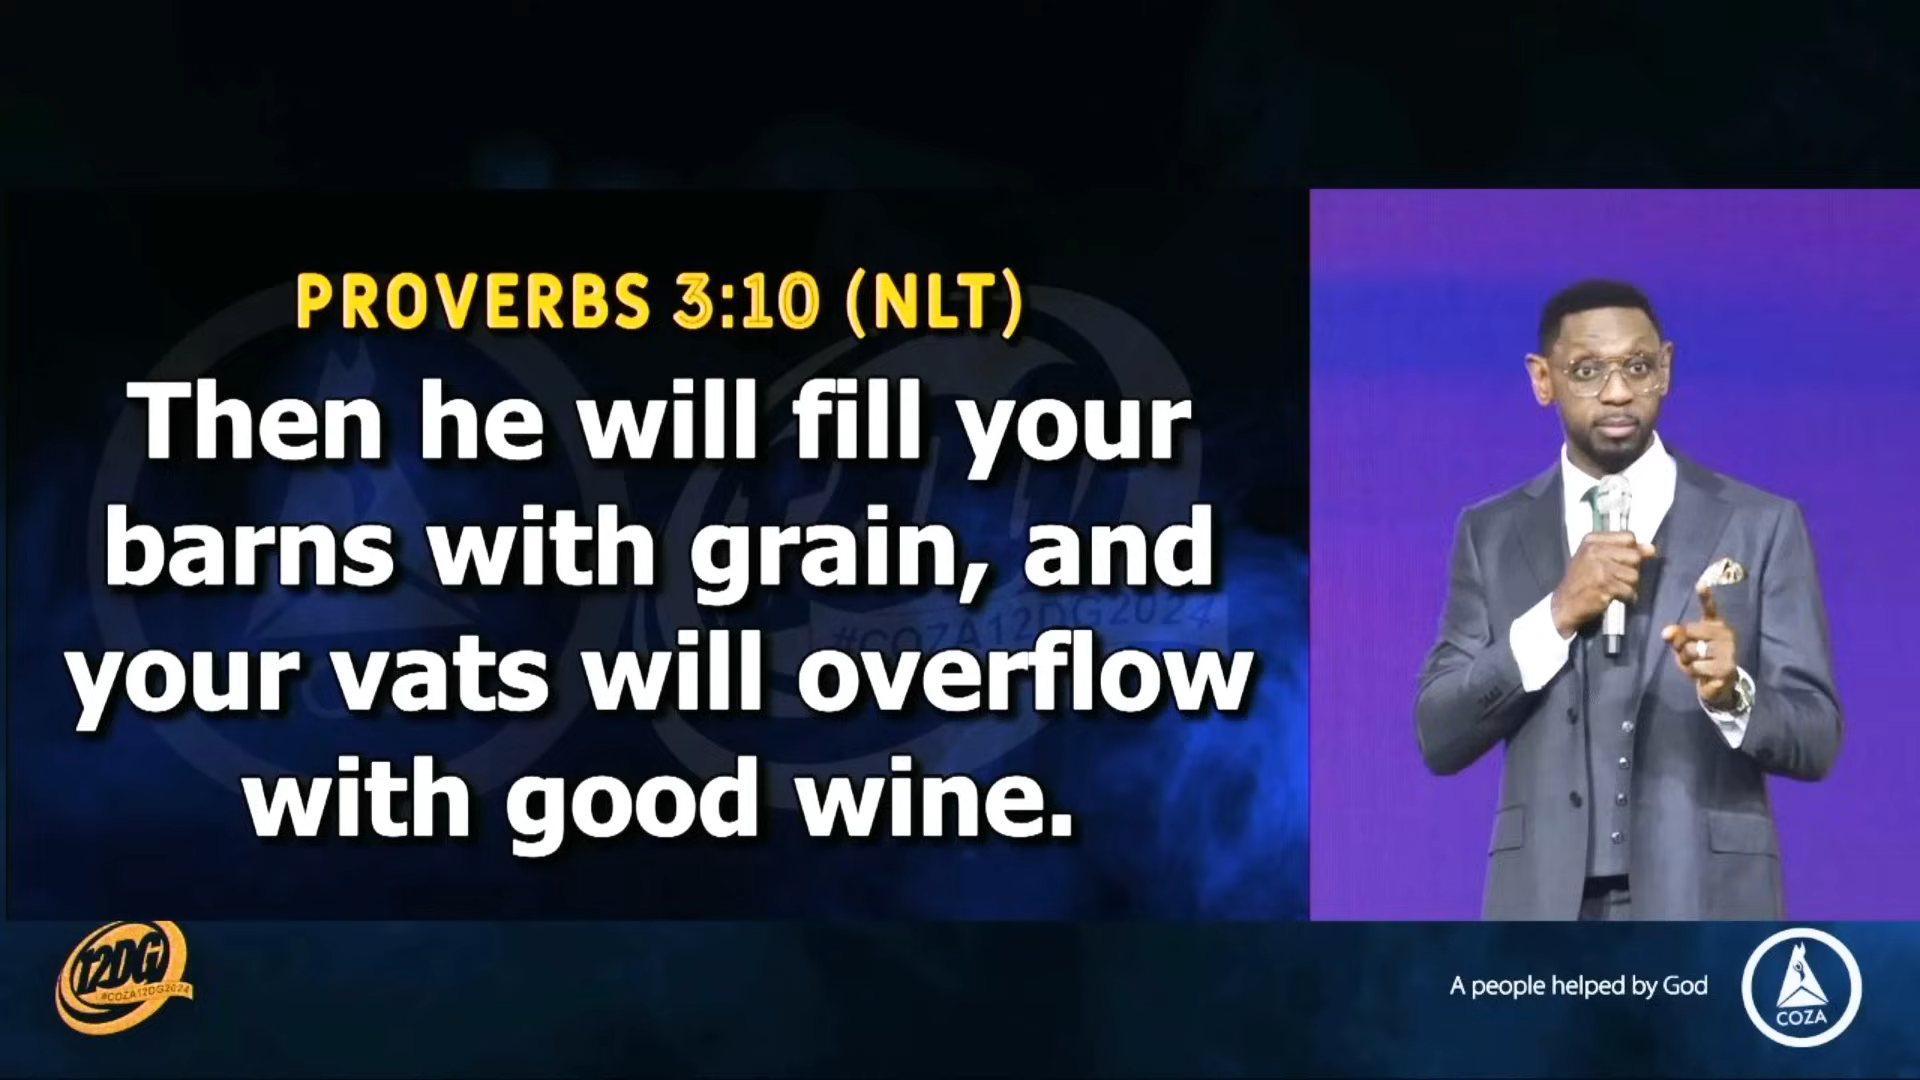 PROVERBS 3:10 (NLT)
Then he will fill your
barns with grain, and
your vats will overflow
with good wine.
#COZA12DG2024
12DG
#COZA12DG2024
A people helped by God
COZA